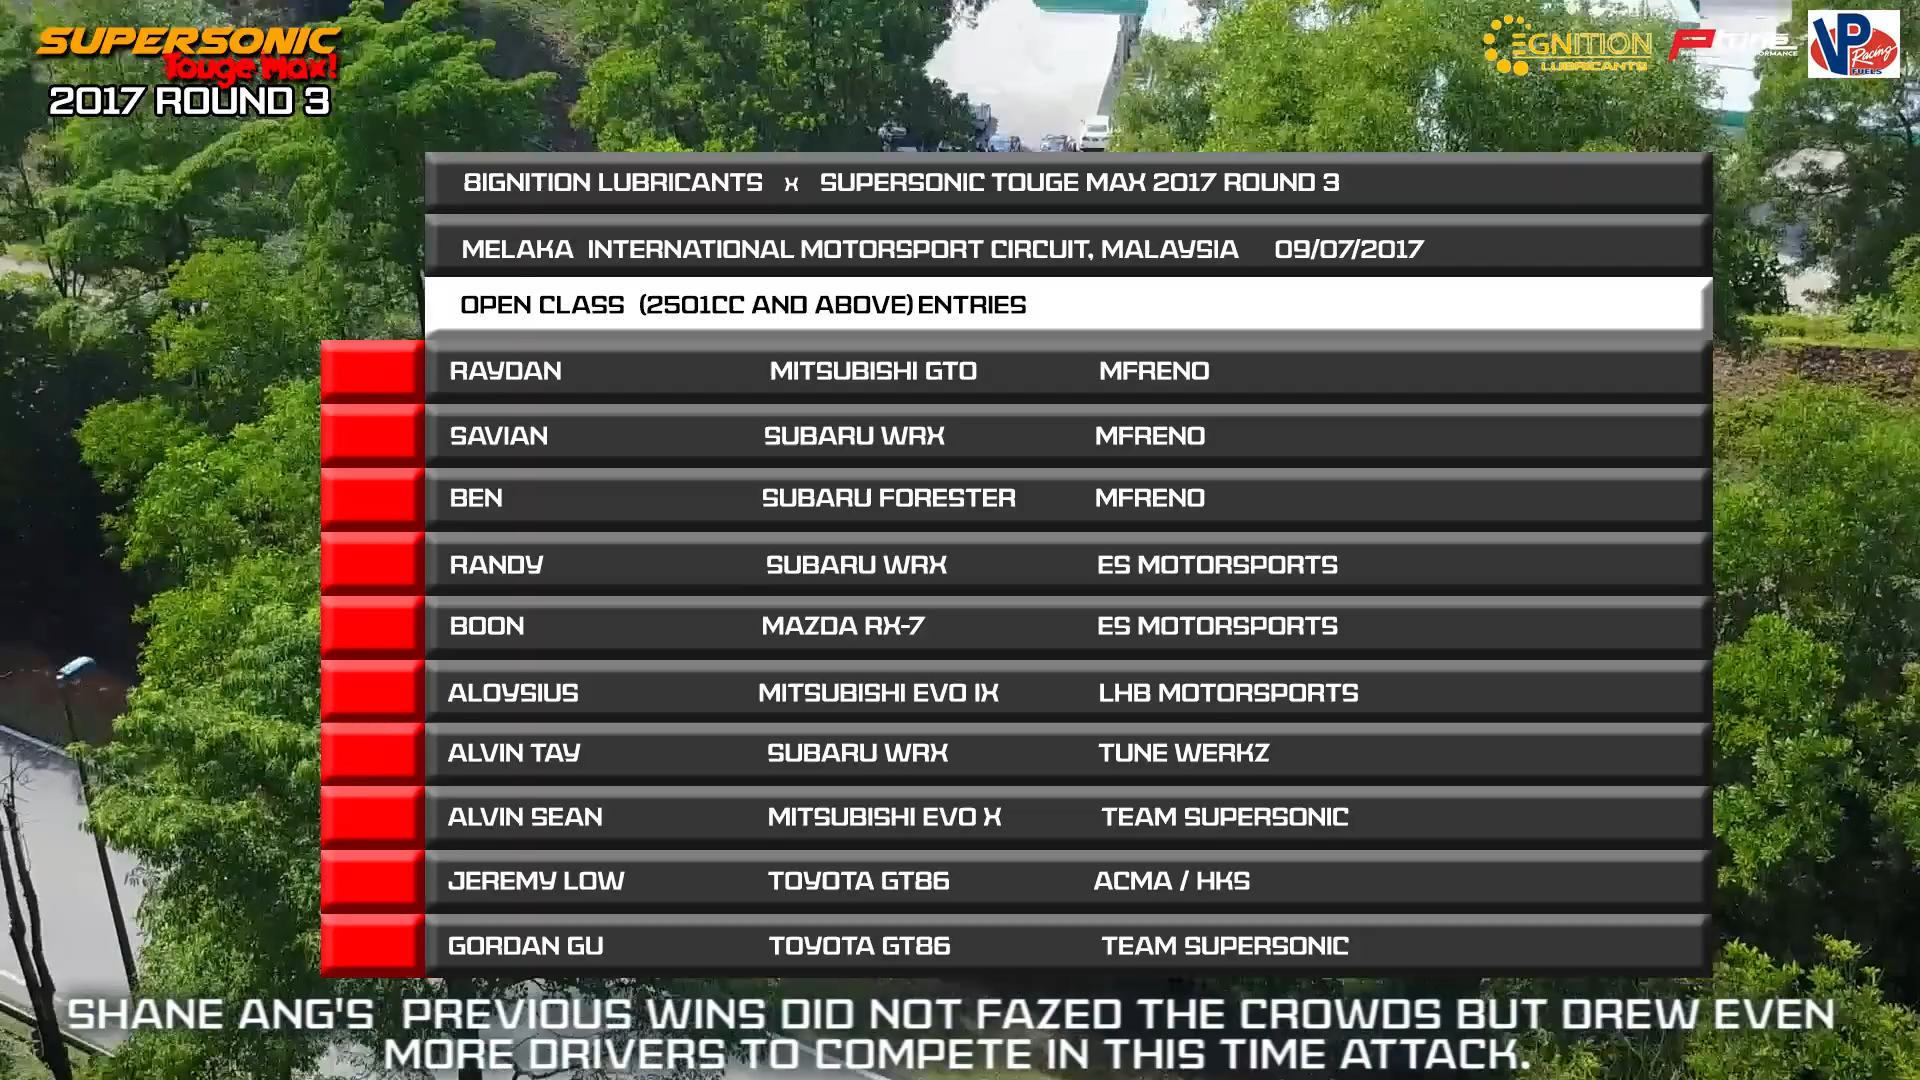 SUPERSONIC
Touge Max!
2017 ROUND 3
8IGNITION LUBRICANTS x SUPERSONIC TOUGE MAX 2017 ROUND 3
MELAKA INTERNATIONAL MOTORSPORT CIRCUIT, MALAYSIA 09/07/2017
OPEN CLASS (2501CC AND ABOVE) ENTRIES
RAYDAN MITSUBISHI GTO MFRENO
SAVIAN SUBARU WRX MFRENO
BEN SUBARU FORESTER MFRENO
RANDY SUBARU WRX ES MOTORSPORTS
BOON MAZDA RX-7 ES MOTORSPORTS
ALOYSIUS MITSUBISHI EVO IX LHB MOTORSPORTS
ALVIN TAY SUBARU WRX TUNE WERKZ
ALVIN SEAN MITSUBISHI EVO X TEAM SUPERSONIC
JEREMY LOW TOYOTA GT86 ACMA / HKS
GORDAN GU TOYOTA GT86 TEAM SUPERSONIC
SHANE ANG'S PREVIOUS WINS DID NOT FAZED THE CROWDS BUT DREW EVEN
MORE DRIVERS TO COMPETE IN THIS TIME ATTACK.
EGNITION
LUBRICANTS
Ptune
VP
Racing
FUELS